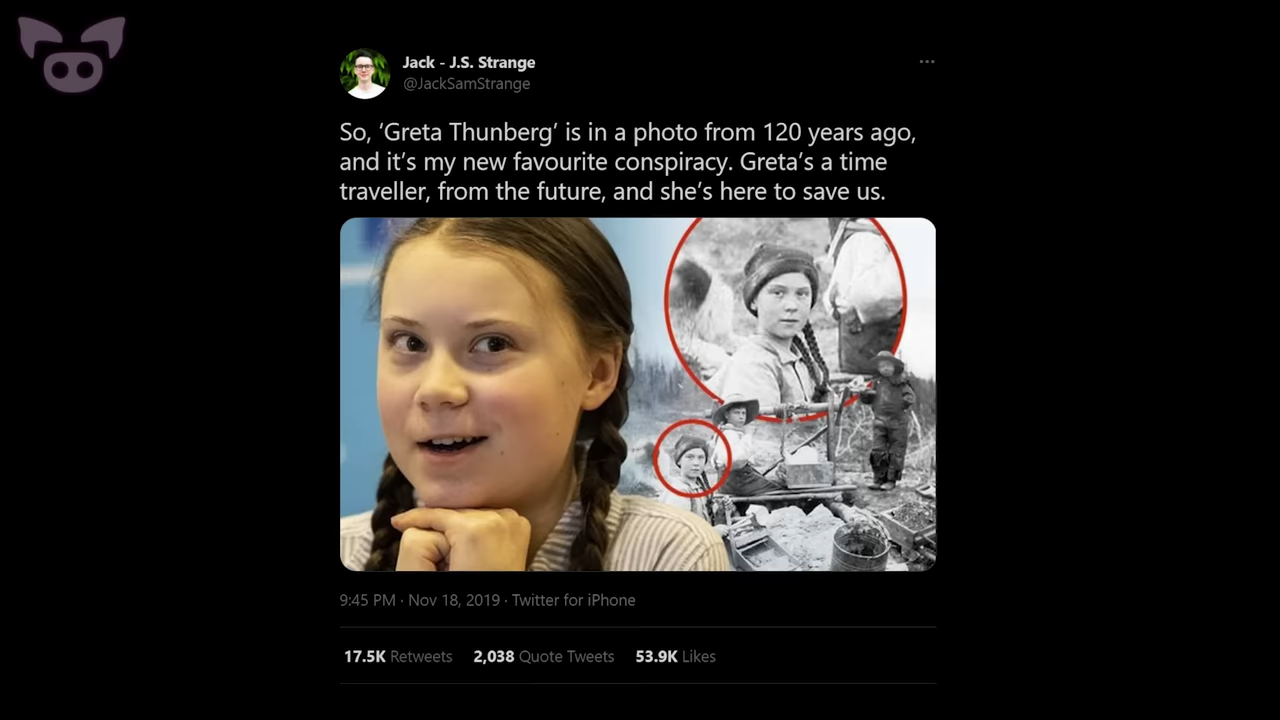 Jack - J.S. Strange
@JackSamStrange
So, ‘Greta Thunberg’ is in a photo from 120 years ago,
and it’s my new favourite conspiracy. Greta’s a time
traveller, from the future, and she’s here to save us.
9:45 PM · Nov 18, 2019 · Twitter for iPhone
17.5K Retweets 2,038 Quote Tweets 53.9K Likes